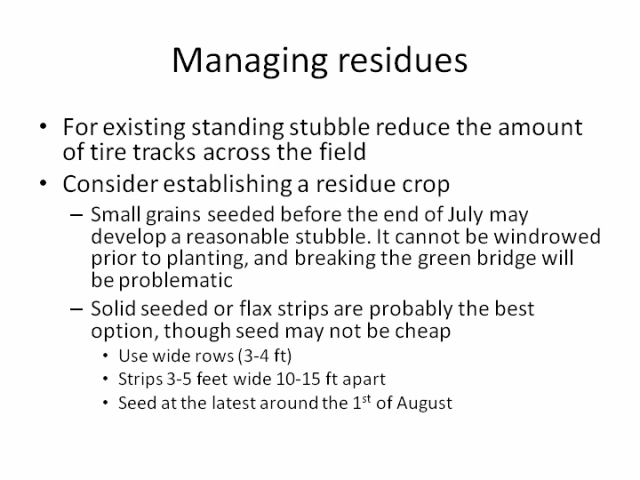 Managing residues
• For existing standing stubble reduce the amount
of tire tracks across the field
• Consider establishing a residue crop
– Small grains seeded before the end of July may
develop a reasonable stubble. It cannot be windrowed
prior to planting, and breaking the green bridge will
be problematic
– Solid seeded or flax strips are probably the best
option, though seed may not be cheap
• Use wide rows (3-4 ft)
• Strips 3-5 feet wide 10-15 ft apart
• Seed at the latest around the 1st of August